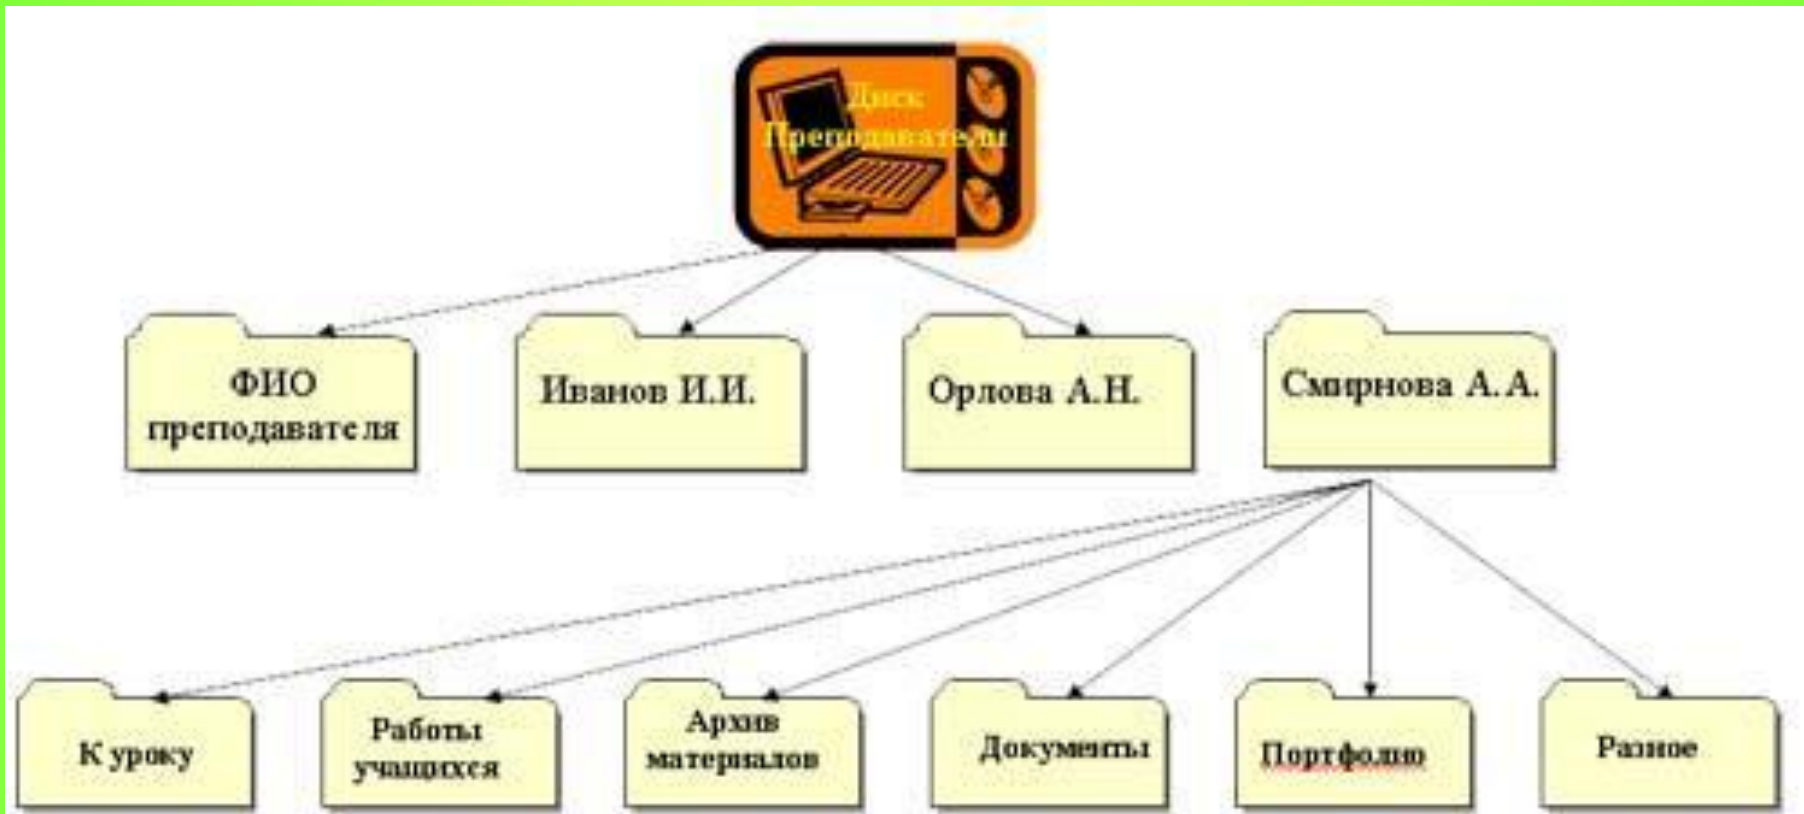 Диск
Преподаватели
ФИО
преподавателя
Иванов И.И.
Орлова А.Н.
Смирнова А.А.
К уроку
Работы
учащихся
Архив
материалов
Документы
Портфолио
Разное